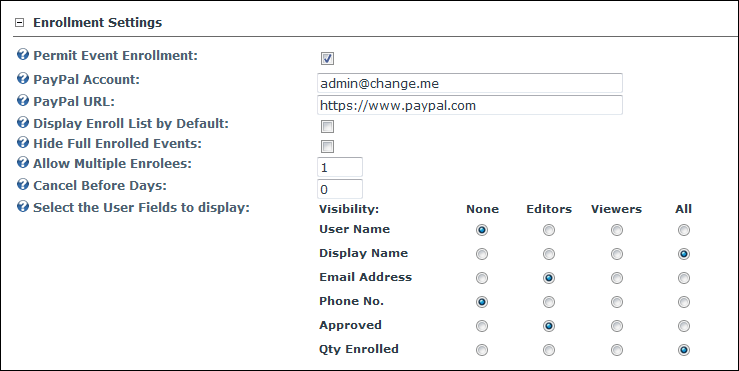 Enrollment Settings
Permit Event Enrollment:
PayPal Account: admin@change.me
PayPal URL: https://www.paypal.com
Display Enroll List by Default:
Hide Full Enrolled Events:
Allow Multiple Enrolees: 1
Cancel Before Days: 0
Select the User Fields to display: Visibility: None Editors Viewers All
User Name
Display Name
Email Address
Phone No.
Approved
Qty Enrolled